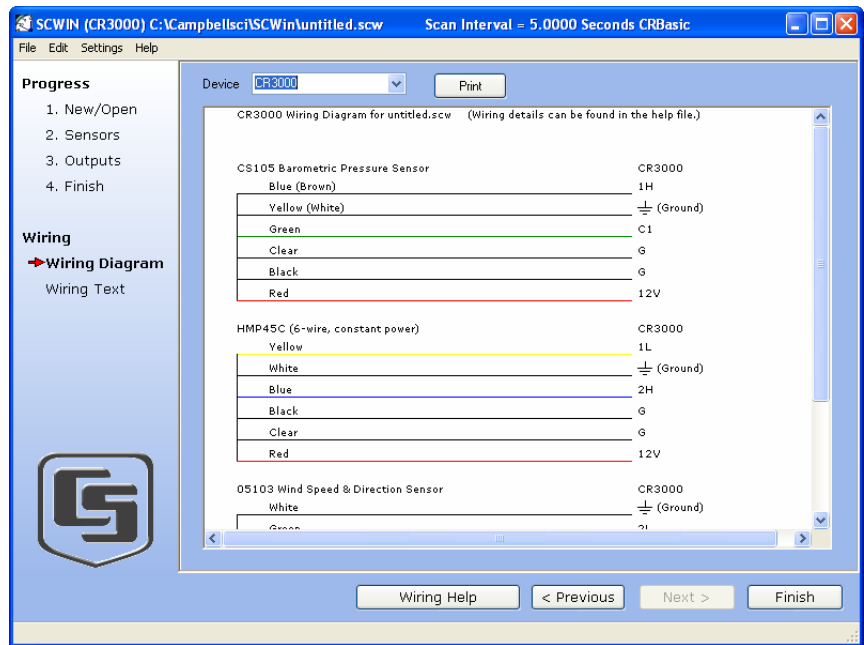 SCWIN (CR3000) C:\Campbellsci\SCWin\untitled.scw Scan Interval = 5.0000 Seconds CRBasic
File Edit Settings Help
Progress
1. New/Open
2. Sensors
3. Outputs
4. Finish
Wiring
Wiring Diagram
Wiring Text
Device CR3000 Print
CR3000 Wiring Diagram for untitled.scw (Wiring details can be found in the help file.)
CS105 Barometric Pressure Sensor CR3000
Blue (Brown) 1H
Yellow (White) (Ground)
Green C1
Clear G
Black G
Red 12V
HMP45C (6-wire, constant power) CR3000
Yellow 1L
White (Ground)
Blue 2H
Black G
Clear G
Red 12V
05103 Wind Speed & Direction Sensor CR3000
White (Ground)
Green 2L
Wiring Help < Previous Next > Finish